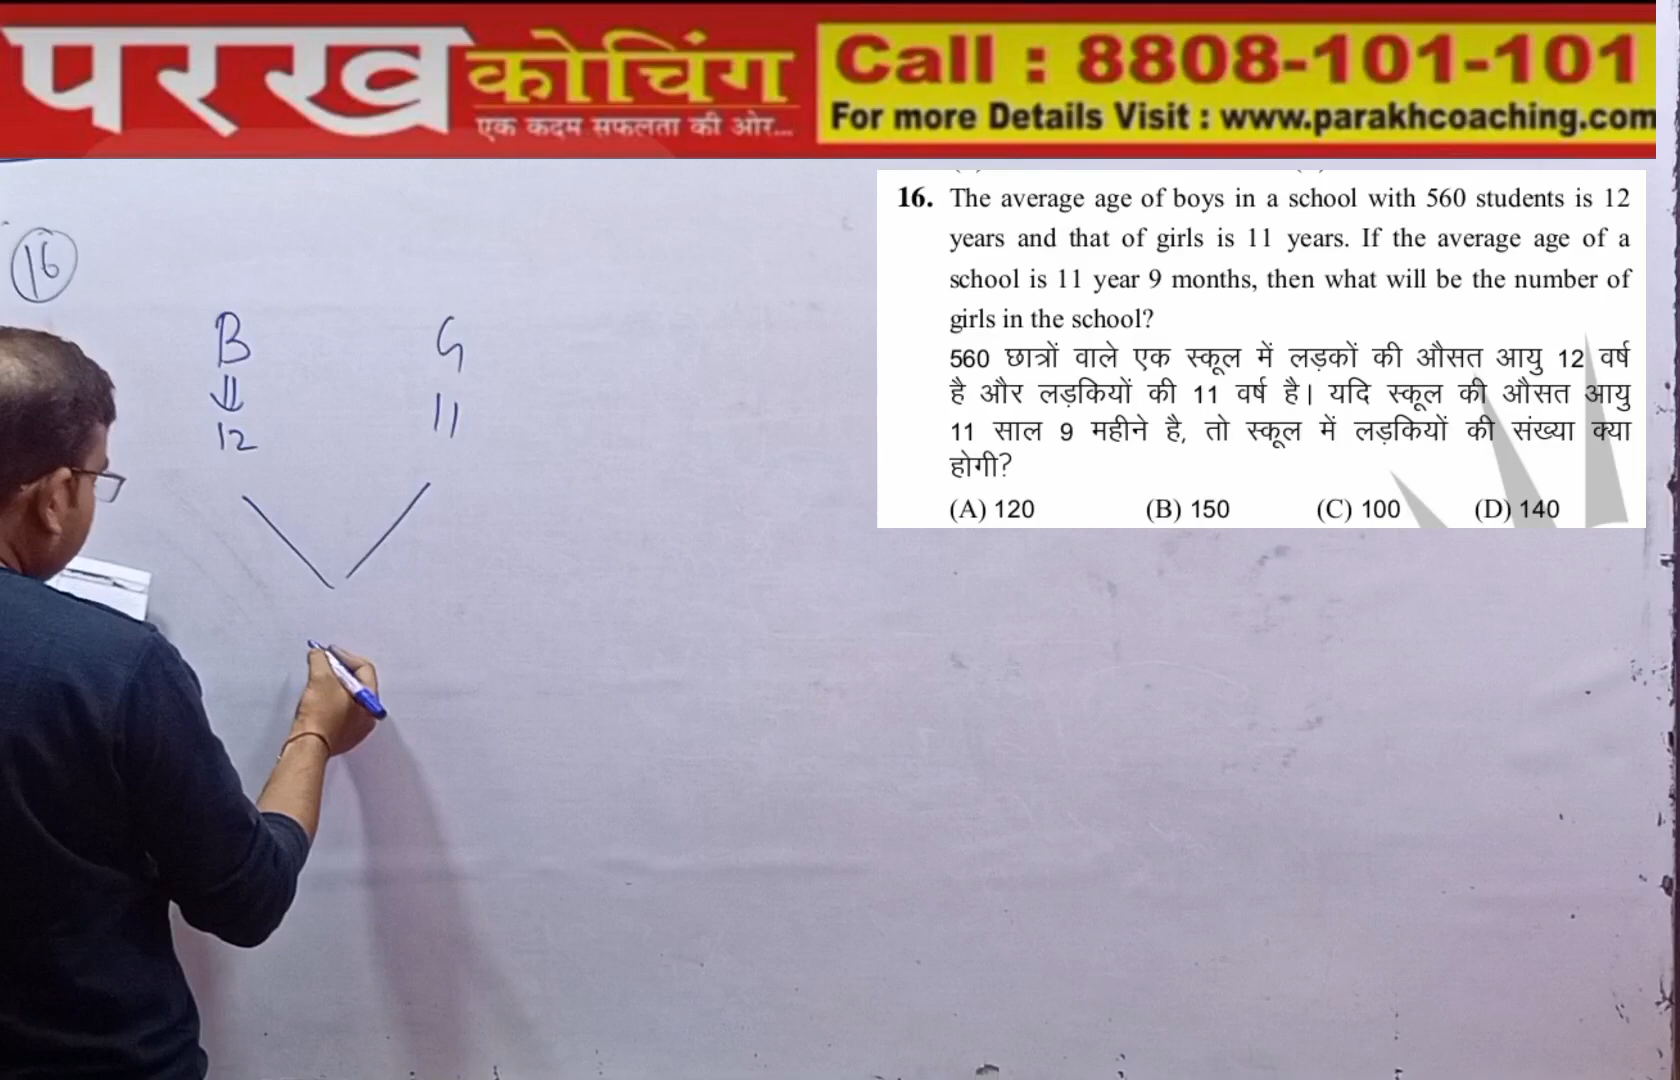 परख कोचिंग
एक कदम सफलता की ओर...
Call : 8808-101-101
For more Details Visit : www.parakhcoaching.com
16. The average age of boys in a school with 560 students is 12
years and that of girls is 11 years. If the average age of a
school is 11 year 9 months, then what will be the number of
girls in the school?
560 छात्रों वाले एक स्कूल में लड़कों की औसत आयु 12 वर्ष
है और लड़कियों की 11 वर्ष है। यदि स्कूल की औसत आयु
11 साल 9 महीने है, तो स्कूल में लड़कियों की संख्या क्या
होगी?
(A) 120 (B) 150 (C) 100 (D) 140
16
B G
12 11